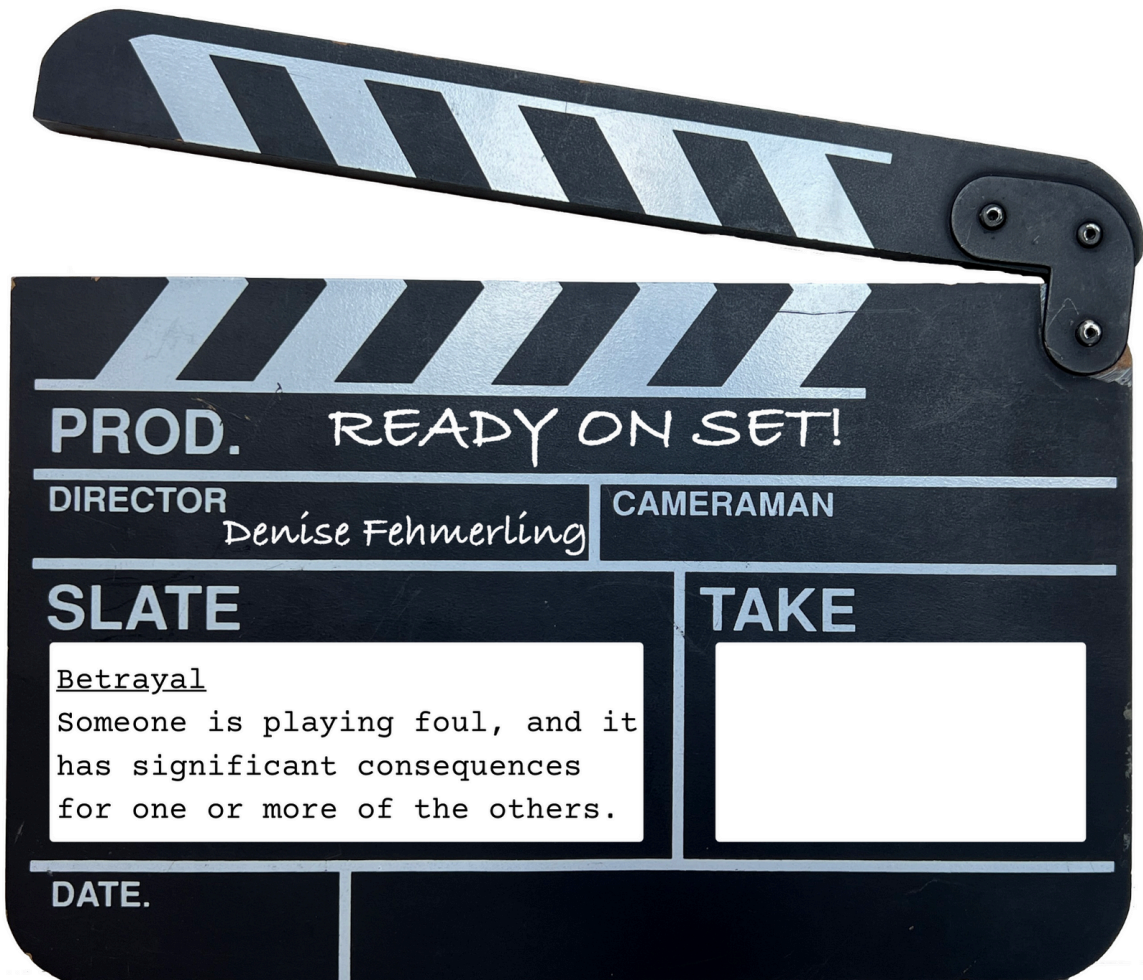 PROD. READY ON SET!
DIRECTOR
Denise Fehmerling
CAMERAMAN
SLATE
Betrayal
Someone is playing foul, and it
has significant consequences
for one or more of the others.
TAKE
DATE.